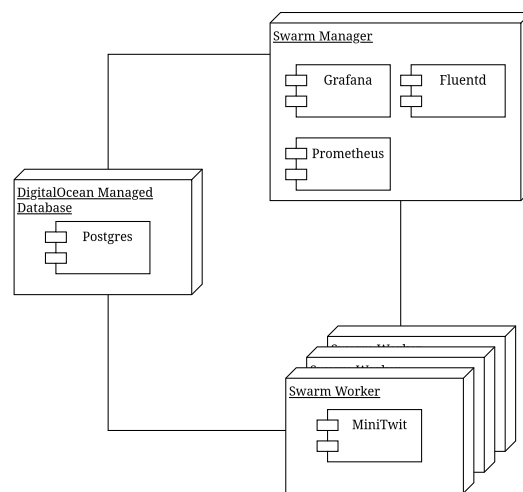 Swarm Manager
Grafana
Fluentd
Prometheus
DigitalOcean Managed
Database
Postgres
Swarm Worker
MiniTwit